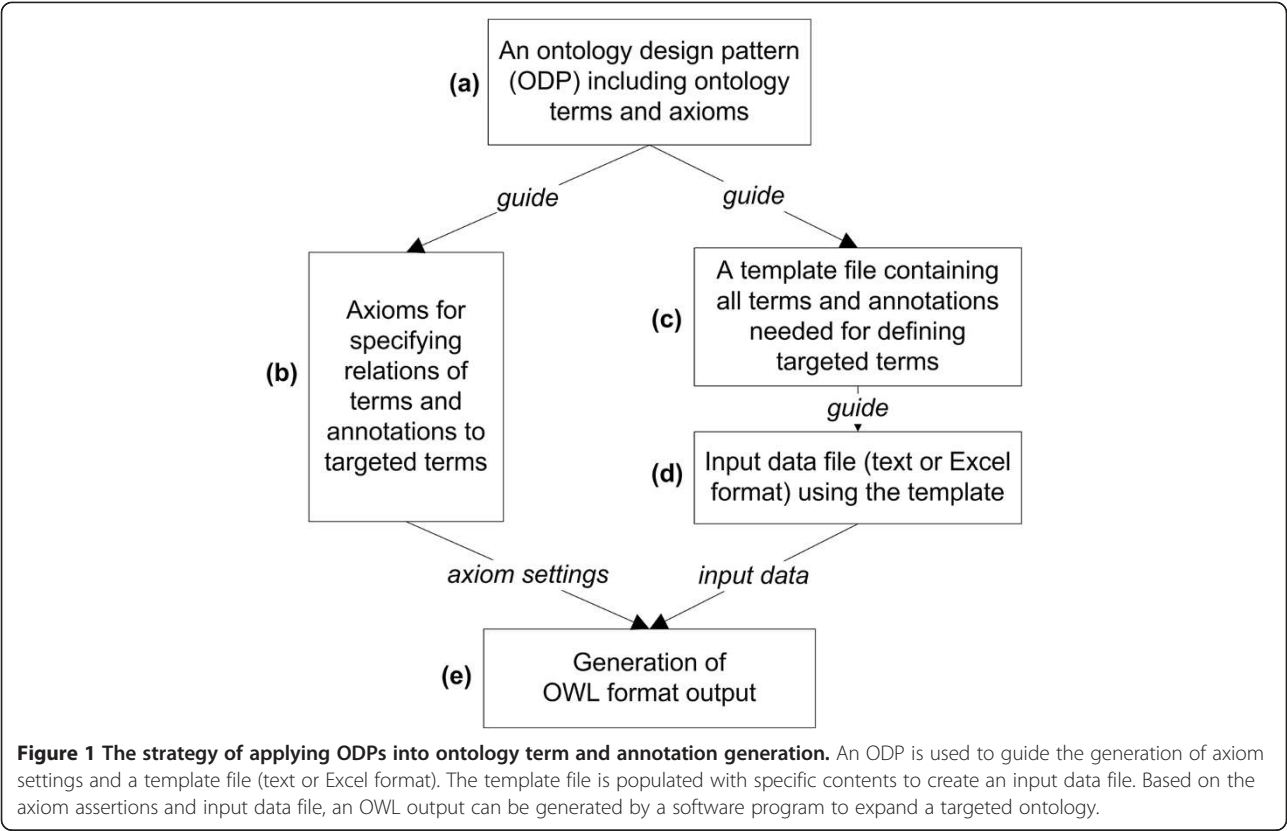 An ontology design pattern
(ODP) including ontology
terms and axioms
(a)
guide
guide
Axioms for
specifying
relations of
terms and
annotations to
targeted terms
(b)
A template file containing
all terms and annotations
needed for defining
targeted terms
(c)
guide
Input data file (text or Excel
format) using the template
(d)
axiom settings
input data
Generation of
OWL format output
(e)
Figure 1 The strategy of applying ODPs into ontology term and annotation generation. An ODP is used to guide the generation of axiom
settings and a template file (text or Excel format). The template file is populated with specific contents to create an input data file. Based on the
axiom assertions and input data file, an OWL output can be generated by a software program to expand a targeted ontology.